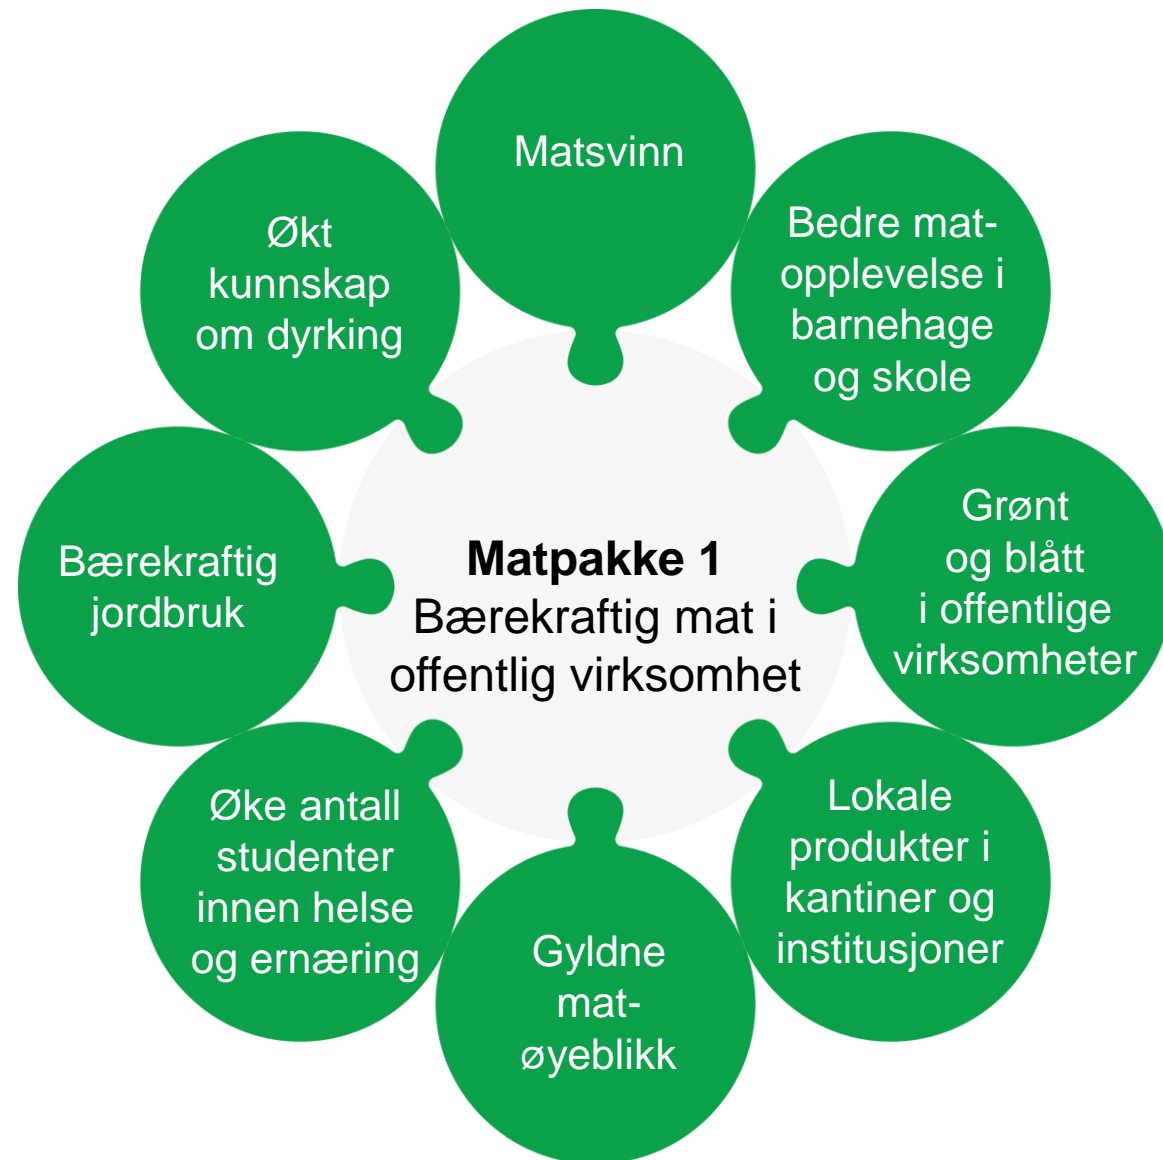 Matsvinn
Bedre mat-
opplevelse i
barnehage
og skole
Grønt
og blått
i offentlige
virksomheter
Lokale
produkter i
kantiner og
institusjoner
Gyldne
mat-
øyeblikk
Øke antall
studenter
innen helse
og ernæring
Bærekraftig
jordbruk
Økt
kunnskap
om dyrking
Matpakke 1
Bærekraftig mat i
offentlig virksomhet